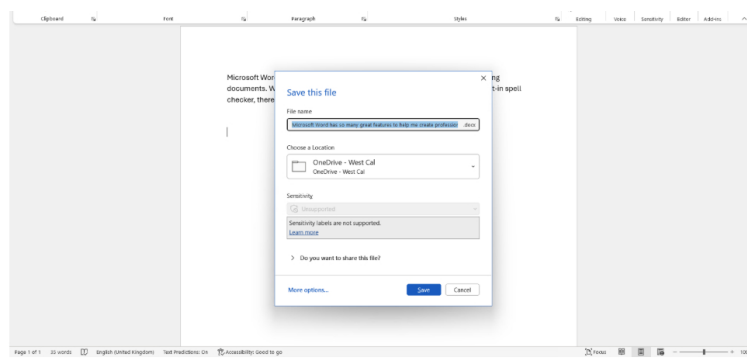 Clipboard Font Paragraph Styles Editing Voice Sensitivity Editor Add-ins
Microsoft Wor ng
documents. W t-in spell
checker, there
Save this file
File name
Microsoft Word has so many great features to help me create profession .docx
Choose a Location
OneDrive - West Cal
OneDrive - West Cal
Sensitivity
Unsupported
Sensitivity labels are not supported.
Learn more
Do you want to share this file?
More options... Save Cancel
Page 1 of 1 33 words English (United Kingdom) Text Predictions: On Accessibility: Good to go Focus